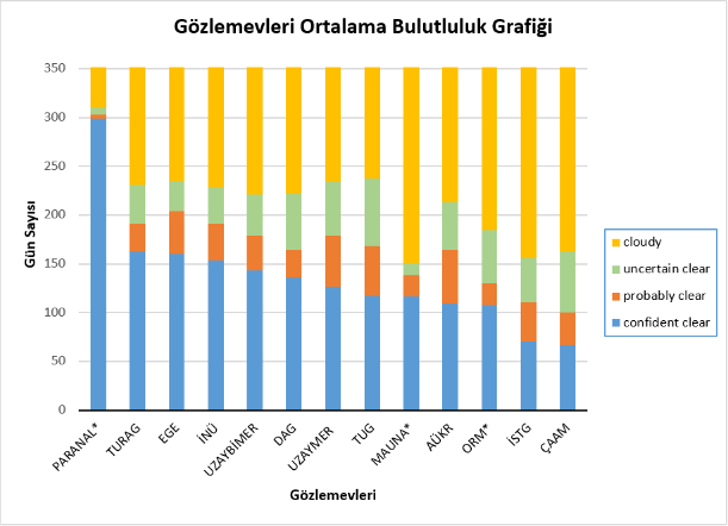 Gözlemevleri Ortalama Bulutluluk Grafiği
350
300
250
200
150
100
50
0
Gün Sayısı
PARANAL*
TURAG
EGE
İNÜ
UZAYBİMER
DAG
UZAYMER
TUG
MAUNA*
AÜKR
ORM*
İSTG
ÇAAM
Gözlemevleri
cloudy
uncertain clear
probably clear
confident clear